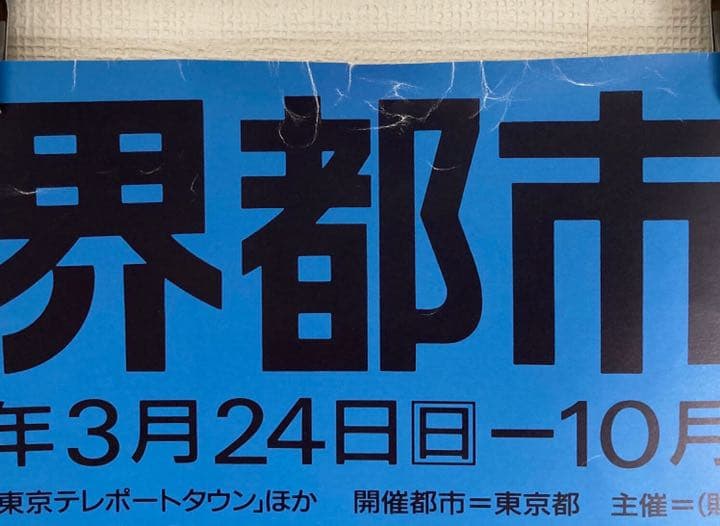 界都市
年3月24日日—10月
東京テレポートタウン」ほか 開催都市=東京都 主催=(財